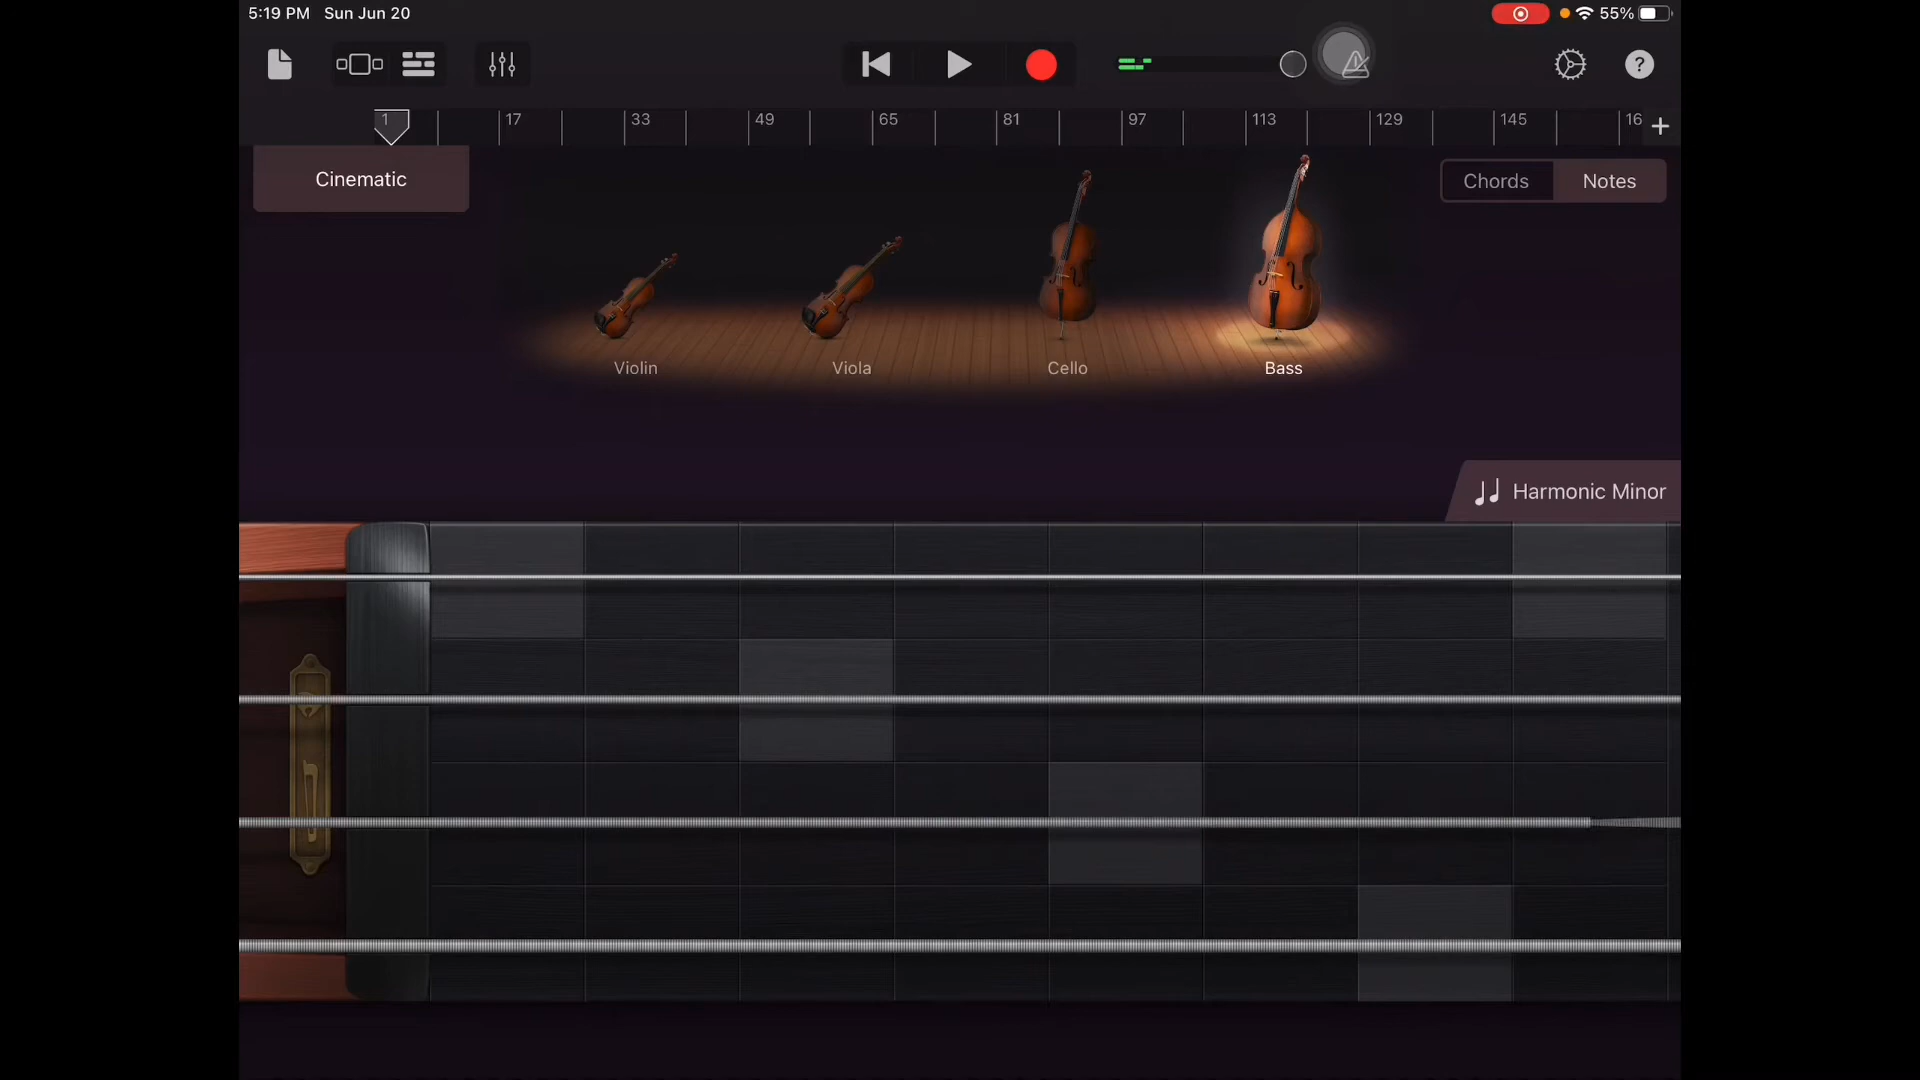 5:19 PM Sun Jun 20 55%
?
1 17 33 49 65 81 97 113 129 145 16 +
Cinematic
Chords Notes
Violin Viola Cello Bass
Harmonic Minor